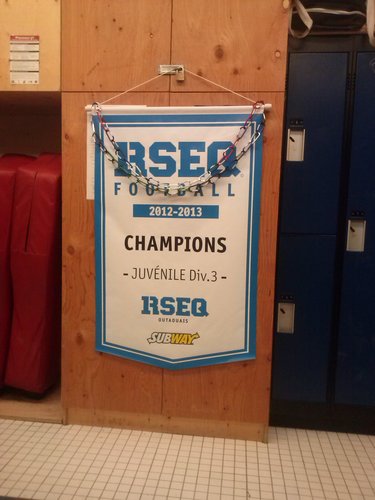 RSEQ
FOOTBALL
2012-2013
CHAMPIONS
- JUVÉNILE Div.3 -
RSEQ
OUTAOUAIS
SUBWAY